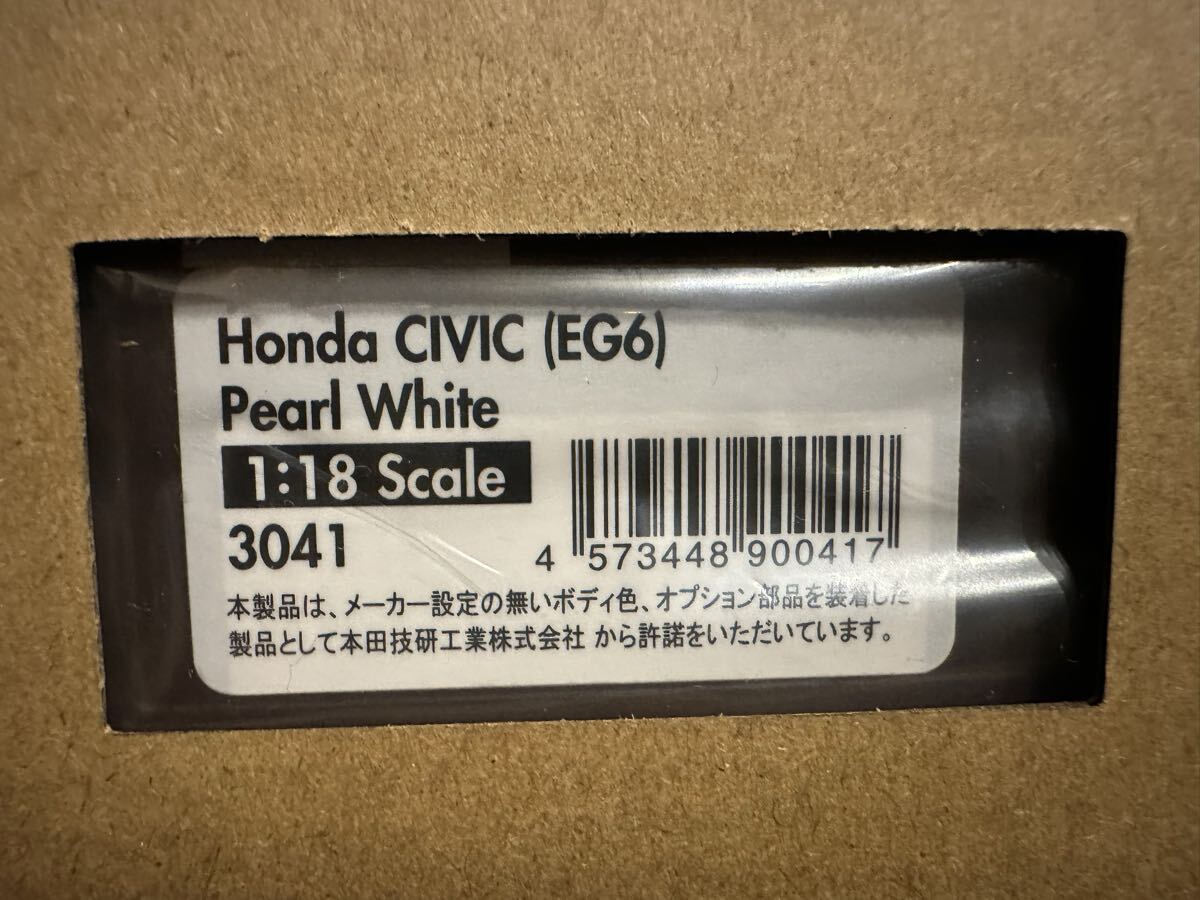 Honda CIVIC (EG6)
Pearl White
1:18 Scale
3041
4 573448 900417
本製品は、メーカー設定の無いボディ色、オプション部品を装着した
製品として本田技研工業株式会社 から許諾をいただいています。